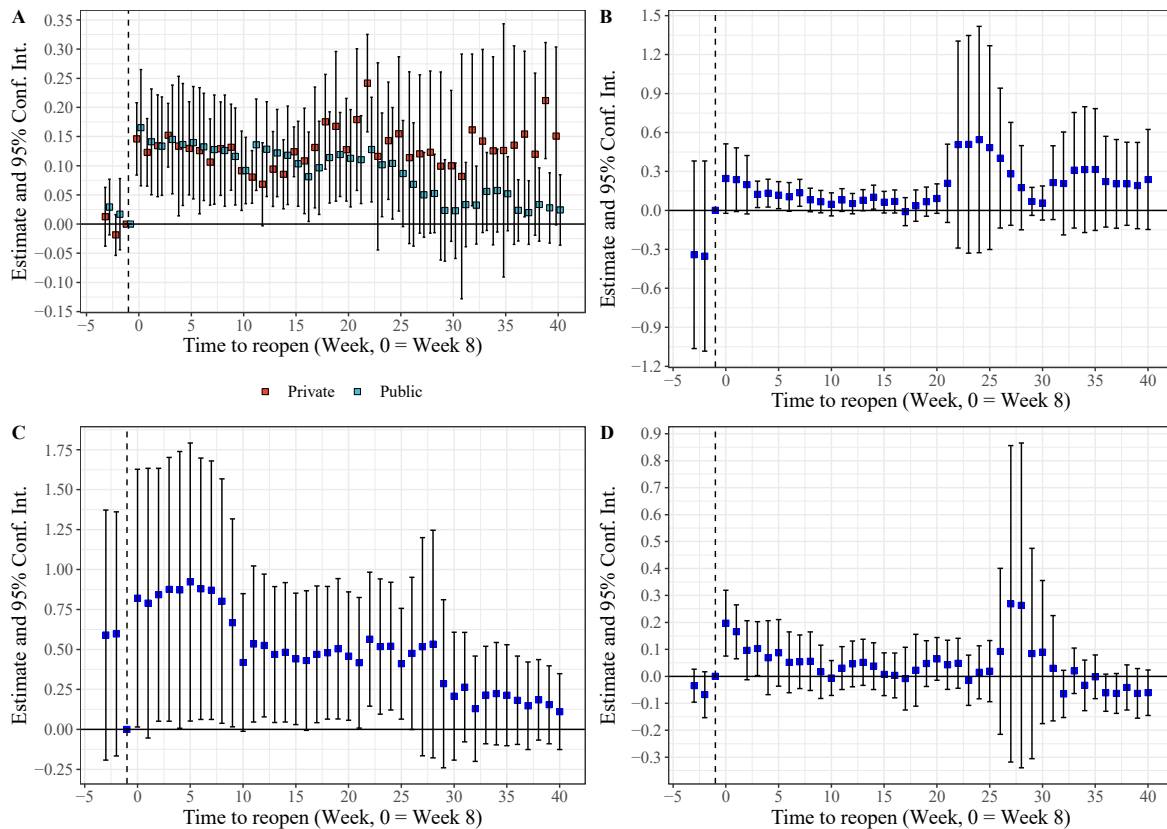 A
Estimate and 95% Conf. Int.
0.35
0.30
0.25
0.20
0.15
0.10
0.05
0.00
−0.05
−0.10
−0.15
−5 0 5 10 15 20 25 30 35 40
Time to reopen (Week, 0 = Week 8)
Private Public
B
Estimate and 95% Conf. Int.
1.5
1.2
0.9
0.6
0.3
0.0
−0.3
−0.6
−0.9
−1.2
−5 0 5 10 15 20 25 30 35 40
Time to reopen (Week, 0 = Week 8)
C
Estimate and 95% Conf. Int.
1.75
1.50
1.25
1.00
0.75
0.50
0.25
0.00
−0.25
−5 0 5 10 15 20 25 30 35 40
Time to reopen (Week, 0 = Week 8)
D
Estimate and 95% Conf. Int.
0.9
0.8
0.7
0.6
0.5
0.4
0.3
0.2
0.1
0.0
−0.1
−0.2
−0.3
−5 0 5 10 15 20 25 30 35 40
Time to reopen (Week, 0 = Week 8)